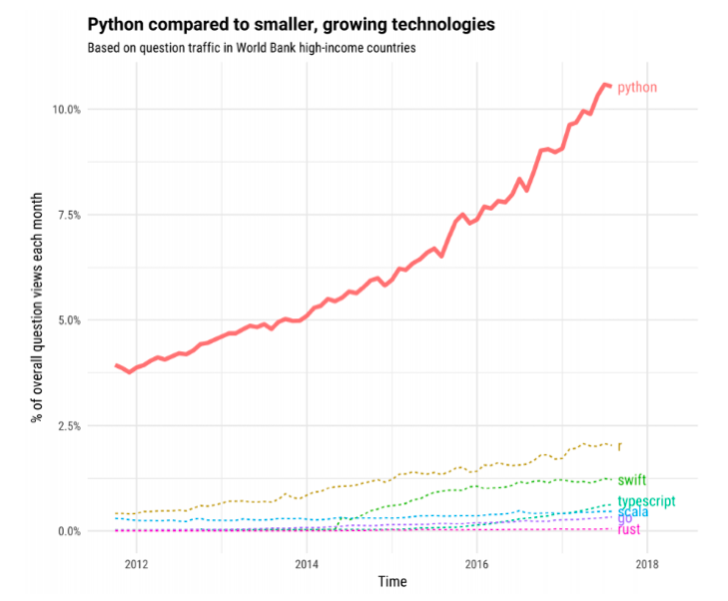 Python compared to smaller, growing technologies
Based on question traffic in World Bank high-income countries
% of overall question views each month
10.0%
7.5%
5.0%
2.5%
0.0%
python
r
swift
typescript
scala
go
rust
2012
2014
2016
2018
Time